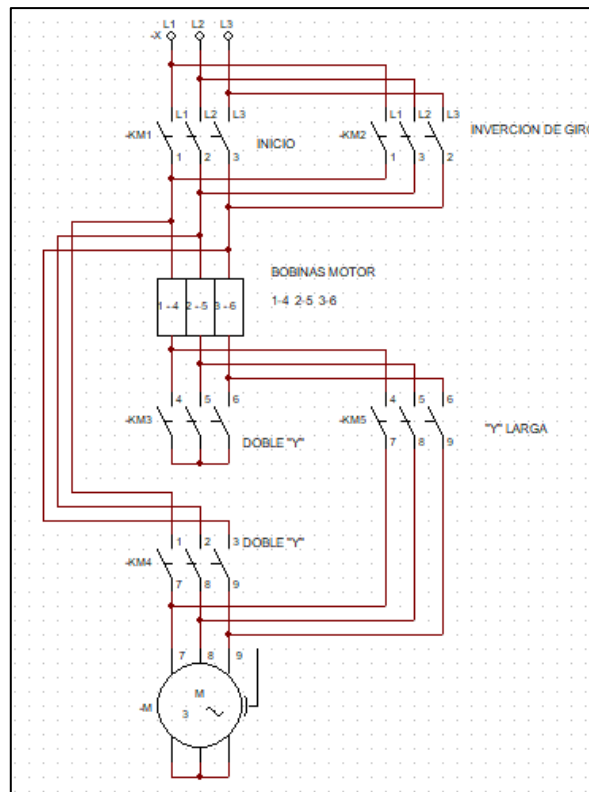 L1 L2 L3
-X
L1 L2 L3
-KM1
INICIO
1 2 3
L1 L2 L3
-KM2
INVERCION DE GIRO
1 3 2
BOBINAS MOTOR
1-4 2-5 3-6
1 - 4 2 - 5 3 - 6
4 5 6
-KM3
DOBLE "Y"
4 5 6
-KM5
"Y" LARGA
7 8 9
1 2 3
DOBLE "Y"
-KM4
7 8 9
7 8 9
M
-M
3